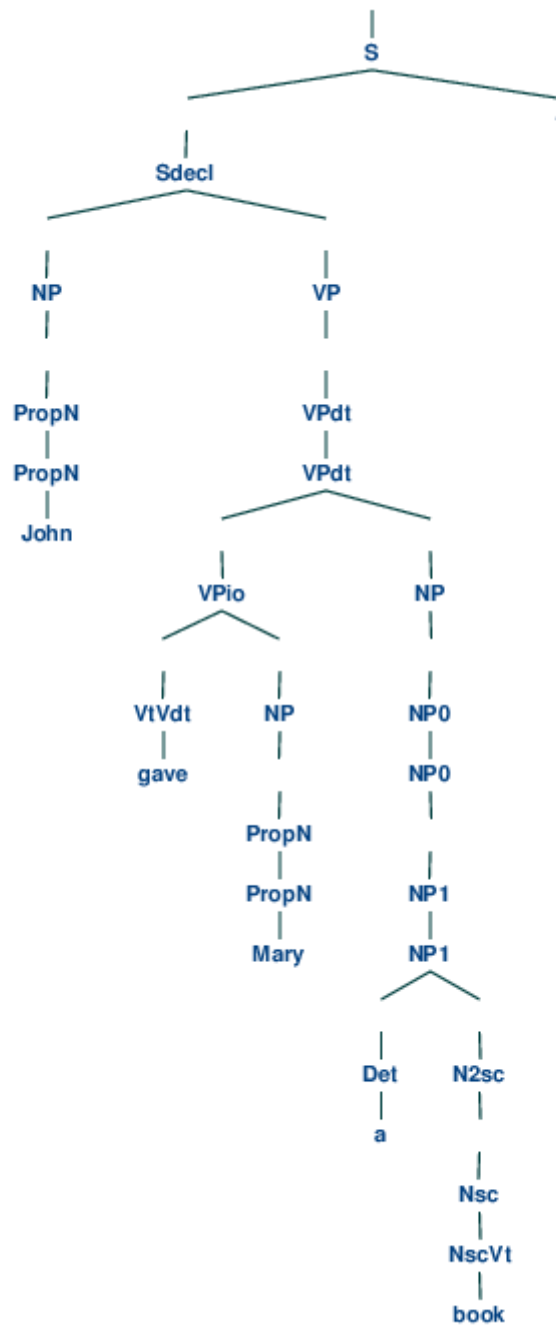 S
Sdecl
NP VP
PropN VPdt
PropN VPdt
John
VPio NP
VtVdt NP NP0
gave NP0
PropN NP1
PropN NP1
Mary
Det N2sc
a
Nsc
NscVt
book